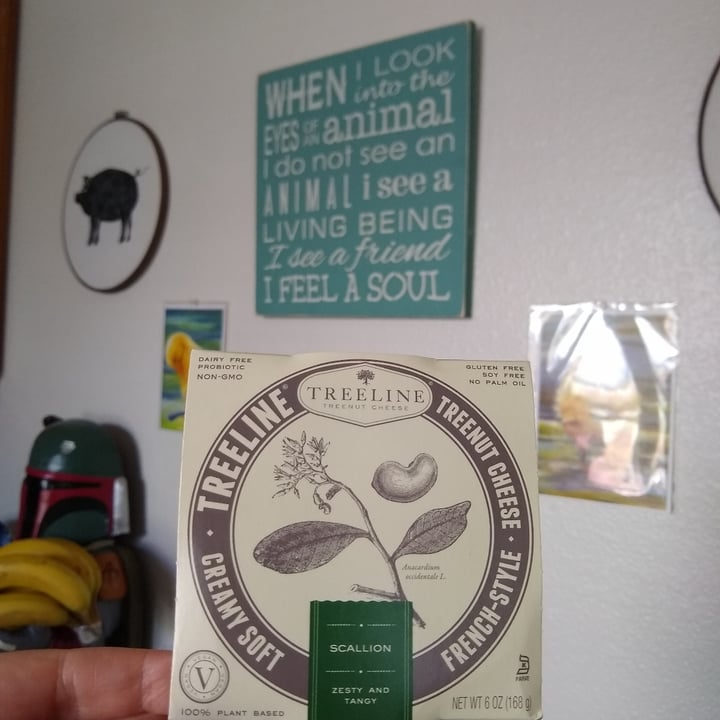 WHEN I LOOK
into the
EYES OF AN animal
I do not see an
ANIMAL i see a
LIVING BEING
I see a friend
I FEEL A SOUL
DAIRY FREE
PROBIOTIC
NON-GMO
GLUTEN FREE
SOY FREE
NO PALM OIL
TREELINE
TREENUT CHEESE
TREELINE® TREENUT CHEESE
CREAMY SOFT
FRENCH-STYLE
Anacardium
occidentale L.
SCALLION
ZESTY AND
TANGY
V
100% PLANT BASED
PARVE
NET WT 6 OZ (168 g)